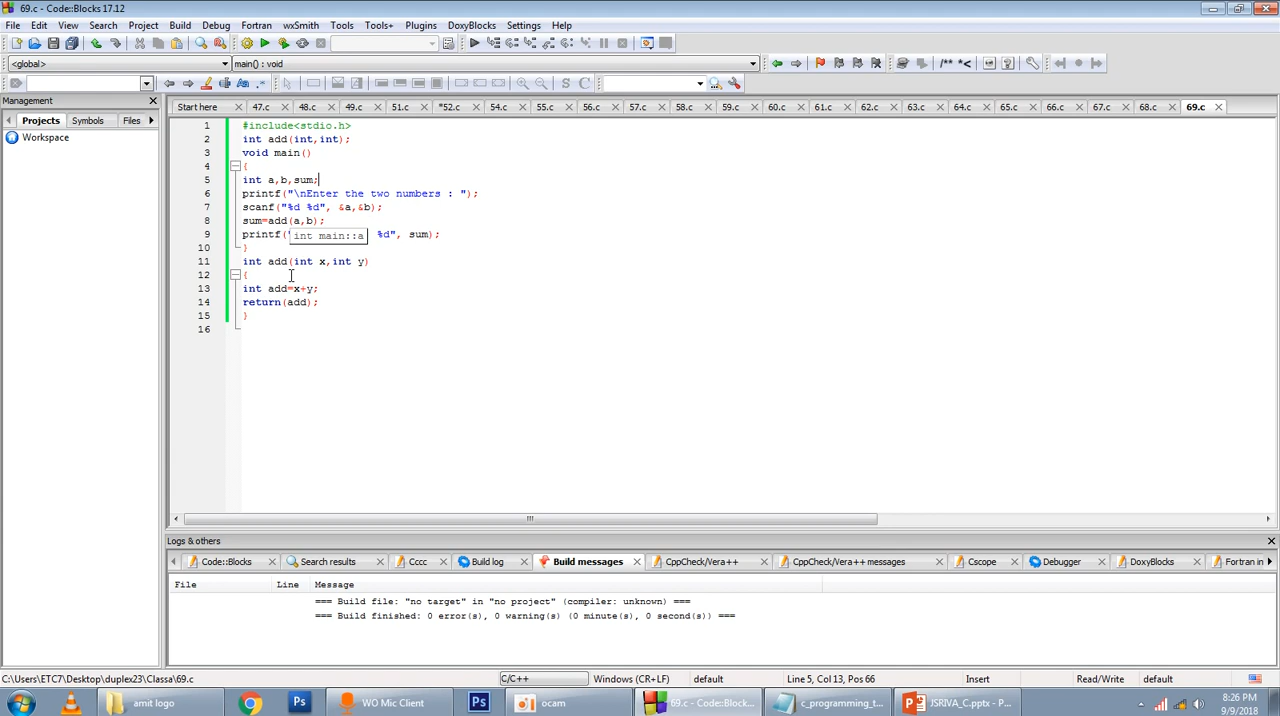 69.c - Code::Blocks 17.12
File Edit View Search Project Build Debug Fortran wxSmith Tools Tools+ Plugins DoxyBlocks Settings Help
<global> main() : void
/** *<
Aa .* S C
Management
Projects Symbols Files
Workspace
Start here 47.c 48.c 49.c 51.c *52.c 54.c 55.c 56.c 57.c 58.c 59.c 60.c 61.c 62.c 63.c 64.c 65.c 66.c 67.c 68.c 69.c
1 #include<stdio.h>
2 int add(int,int);
3 void main()
4 {
5 int a,b,sum;
6 printf("\nEnter the two numbers : ");
7 scanf("%d %d", &a,&b);
8 sum=add(a,b);
9 printf(" %d", sum);
int main::a
10 }
11 int add(int x,int y)
12 {
13 int add=x+y;
14 return(add);
15 }
16
Logs & others
Code::Blocks Search results Cccc Build log Build messages CppCheck/Vera++ CppCheck/Vera++ messages Cscope Debugger DoxyBlocks Fortran in
File Line Message
=== Build file: "no target" in "no project" (compiler: unknown) ===
=== Build finished: 0 error(s), 0 warning(s) (0 minute(s), 0 second(s)) ===
C:\Users\ETC7\Desktop\duplex23\Classa\69.c C/C++ Windows (CR+LF) default Line 5, Col 13, Pos 66 Insert Read/Write default
amit logo Ps WO Mic Client Ps ocam 69.c - Code::Bloc... c_programming_t... JSRIVA_C.pptx - P...
8:26 PM
9/9/2018